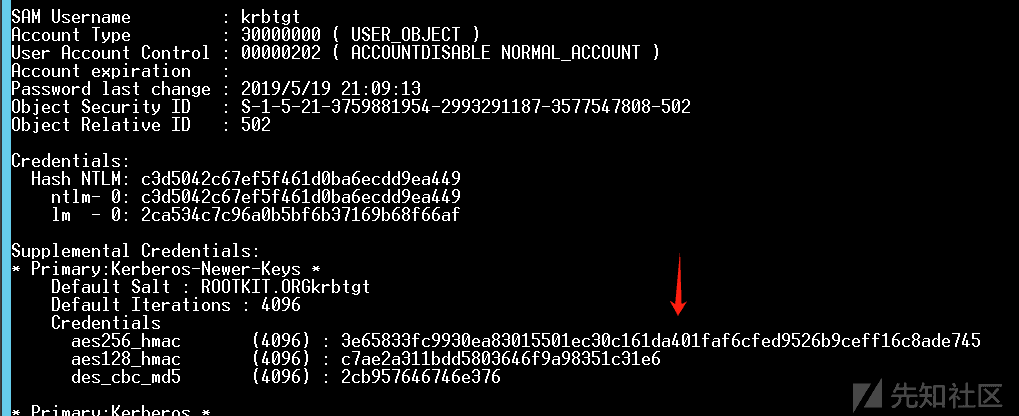 SAM Username : krbtgt
Account Type : 30000000 ( USER_OBJECT )
User Account Control : 00000202 ( ACCOUNTDISABLE NORMAL_ACCOUNT )
Account expiration :
Password last change : 2019/5/19 21:09:13
Object Security ID : S-1-5-21-3759881954-2993291187-3577547808-502
Object Relative ID : 502
Credentials:
Hash NTLM: c3d5042c67ef5f461d0ba6ecdd9ea449
ntlm- 0: c3d5042c67ef5f461d0ba6ecdd9ea449
lm - 0: 2ca534c7c96a0b5bf6b37169b68f66af
Supplemental Credentials:
* Primary:Kerberos-Newer-Keys *
Default Salt : ROOTKIT.ORGkrbtgt
Default Iterations : 4096
Credentials
aes256_hmac (4096) : 3e65833fc9930ea83015501ec30c161da401faf6cfed9526b9ceff16c8ade745
aes128_hmac (4096) : c7ae2a311bdd5803646f9a98351c31e6
des_cbc_md5 (4096) : 2cb957646746e376
* Primary:Kerberos *
先知社区